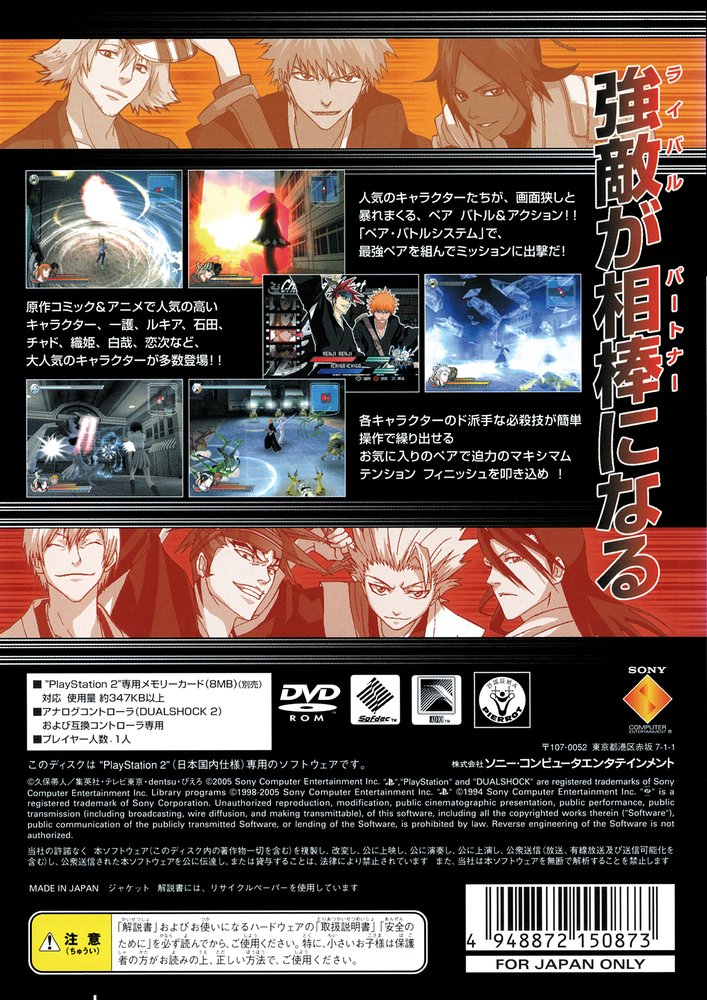 ライバル パートナー
強敵が相棒になる
人気のキャラクターたちが、画面狭しと
暴れまくる、ペア バトル&アクション!!
「ペア・バトルシステム」で、
最強ペアを組んでミッションに出撃だ!
原作コミック&アニメで人気の高い
キャラクター、一護、ルキア、石田、
チャド、織姫、白哉、恋次など、
大人気のキャラクターが多数登場!!
RENJI RENJI
ICHIGO ICHIGO
各キャラクターのド派手な必殺技が簡単
操作で繰り出せる
お気に入りのペアで迫力のマキシマム
テンション フィニッシュを叩き込め!
■ "PlayStation 2"専用メモリーカード(8MB)(別売)
対応 使用量 約347KB以上
■アナログコントローラ(DUALSHOCK 2)
および互換コントローラ専用
■プレイヤー人数・1人
DVD
ROM
Sofdec™
ADX™
許諾証紙A
PIERROT
SONY
COMPUTER
ENTERTAINMENT®
〒107-0052 東京都港区赤坂 7-1-1
このディスクは "PlayStation 2"(日本国内仕様)専用のソフトウェアです。
株式会社 ソニー・コンピュータエンタテインメント
©久保帯人/集英社・テレビ東京・dentsu・ぴえろ ©2005 Sony Computer Entertainment Inc. "PS","PlayStation" and "DUALSHOCK" are registered trademarks of Sony
Computer Entertainment Inc. Library programs ©1998-2005 Sony Computer Entertainment Inc. "PS" ©1994 Sony Computer Entertainment Inc. " " is a
registered trademark of Sony Corporation. Unauthorized reproduction, modification, public cinematographic presentation, public performance, public
transmission (including broadcasting, wire diffusion, and making transmittable), of this software, including all the copyrighted works therein ("Software"),
public communication of the publicly transmitted Software, or lending of the Software, is prohibited by law. Reverse engineering of the Software is not
authorized.
当社の許諾なく 本ソフトウェア(このディスク内の著作物一切を含む)を複製し、改変し、公に上映し、公に演奏し、公に上演し、公衆送信(放送、有線放送及び送信可能化を
含む)し、公衆送信された本ソフトウェアを公に伝達し、または貸与することは、法律により禁止されています また、当社は本ソフトウェアを無断で解析することを禁止します
MADE IN JAPAN ジャケット 解説書には、リサイクルペーパーを使用しています
注意
(ちゅうい)
「解説書」およびお使いになるハードウェアの「取扱説明書」「安全の
ために」を必ず読んでから、ご使用ください。特に、小さいお子様は保護
者の方がお読みの上、正しい方法で、ご使用ください。
4 948872 150873
FOR JAPAN ONLY